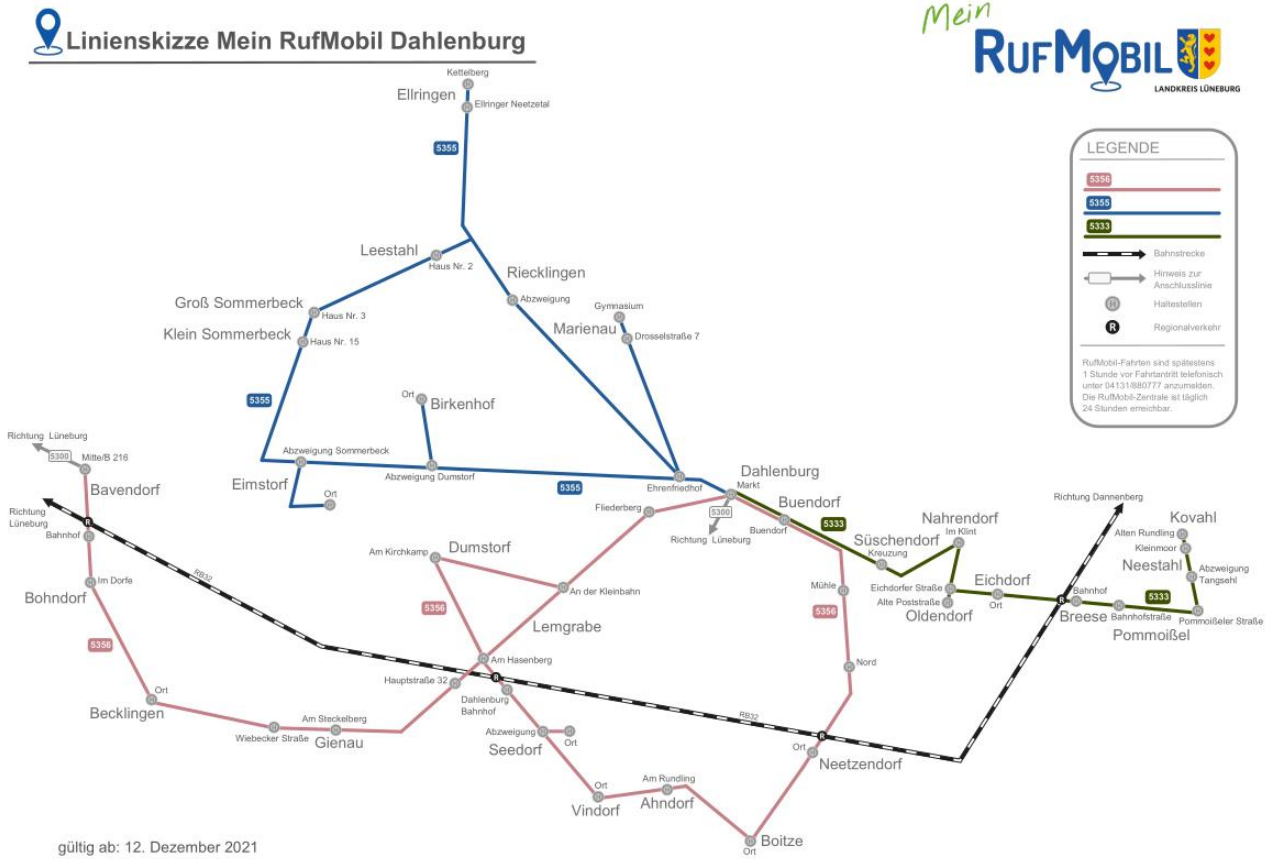 Linienskizze Mein RufMobil Dahlenburg
Mein
RUFMOBIL
LANDKREIS LÜNEBURG
LEGENDE
5356
5355
5333
Bahnstrecke
Hinweis zur
Anschlusslinie
Haltestellen
Regionalverkehr
RufMobil-Fahrten sind spätestens
1 Stunde vor Fahrtantritt telefonisch
unter 04131/880777 anzumelden.
Die RufMobil-Zentrale ist täglich
24 Stunden erreichbar.
Kettelberg
Ellringen
Ellringer Neetzetal
5355
Leestahl
Haus Nr. 2
Riecklingen
Abzweigung
Groß Sommerbeck
Haus Nr. 3
Klein Sommerbeck
Haus Nr. 15
Gymnasium
Marienau
Drosselstraße 7
5355
Ort
Birkenhof
Abzweigung Sommerbeck
Abzweigung Dumstorf
Eimstorf
Ort
5355
Ehrenfriedhof
Richtung Lüneburg
5300
Mitte/B 216
Bavendorf
Richtung
Lüneburg
R
Bahnhof
Im Dorfe
Bohndorf
RB32
5356
Ort
Becklingen
Wiebecker Straße
Am Steckelberg
Gienau
Dahlenburg
Markt
5300
Richtung Lüneburg
Fliederberg
Am Kirchkamp
Dumstorf
An der Kleinbahn
5356
Lemgrabe
Am Hasenberg
Hauptstraße 32
R
Dahlenburg
Bahnhof
Abzweigung
Ort
Seedorf
Ort
Vindorf
Am Rundling
Ahndorf
Boitze
Ort
RB32
R
Ort
Neetzendorf
Nord
5356
Mühle
Buendorf
Buendorf
5333
Süschendorf
Kreuzung
Nahrendorf
Im Klint
Eichdorfer Straße
Alte Poststraße
Oldendorf
Eichdorf
Ort
Richtung Dannenberg
R
Bahnhof
Breese
Bahnhofstraße
Pommoißel
5333
Pommoißeler Straße
Kovahl
Alten Rundling
Kleinmoor
Neestahl
Abzweigung
Tangsehl
gültig ab: 12. Dezember 2021